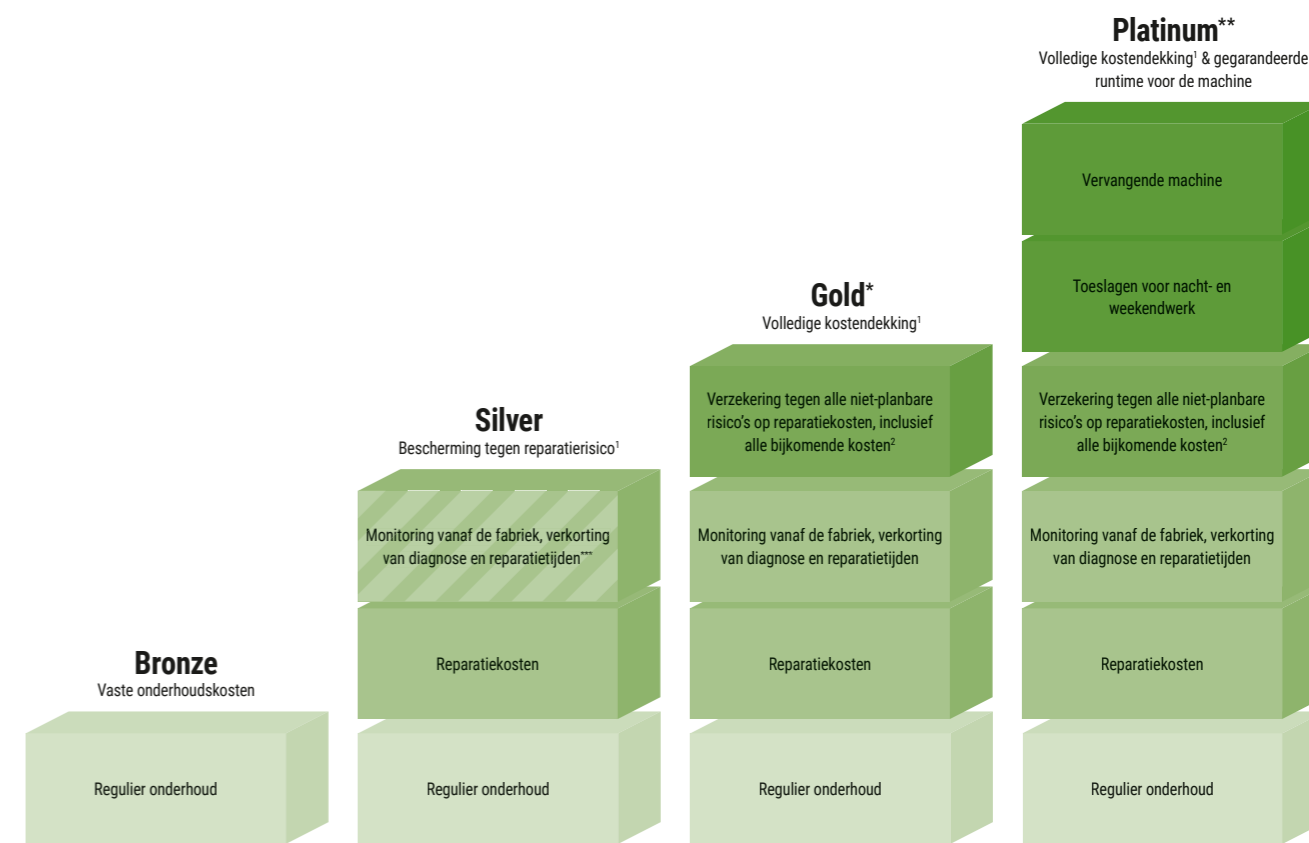 Platinum**
Volledige kostendekking¹ & gegarandeerde
runtime voor de machine
Vervangende machine
Toeslagen voor nacht- en
weekendwerk
Verzekering tegen alle niet-planbare
risico's op reparatiekosten, inclusief
alle bijkomende kosten²
Monitoring vanaf de fabriek, verkorting
van diagnose en reparatietijden
Reparatiekosten
Regulier onderhoud
Gold*
Volledige kostendekking¹
Verzekering tegen alle niet-planbare
risico's op reparatiekosten, inclusief
alle bijkomende kosten²
Monitoring vanaf de fabriek, verkorting
van diagnose en reparatietijden
Reparatiekosten
Regulier onderhoud
Silver
Bescherming tegen reparatierisico¹
Monitoring vanaf de fabriek, verkorting
van diagnose en reparatietijden***
Reparatiekosten
Regulier onderhoud
Bronze
Vaste onderhoudskosten
Regulier onderhoud